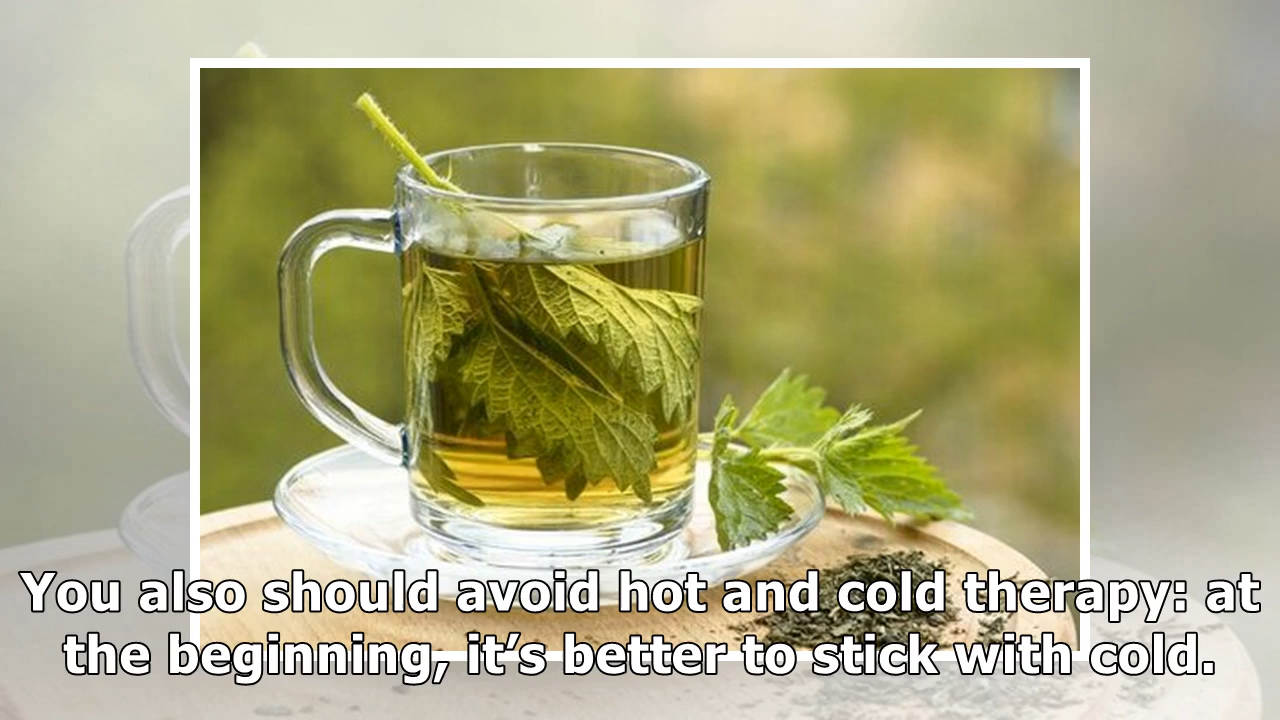 You also should avoid hot and cold therapy: at
the beginning, it’s better to stick with cold.